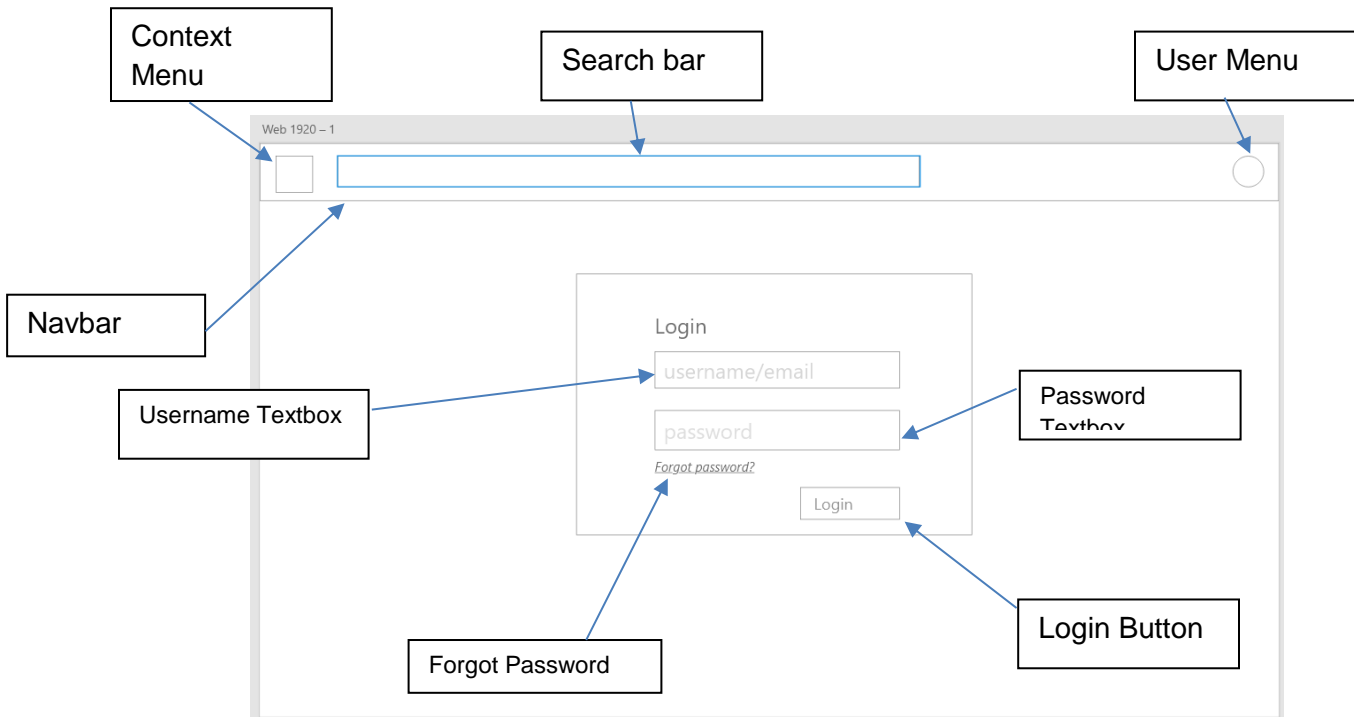 Context
Menu
Search bar
User Menu
Web 1920 – 1
Navbar
Login
username/email
Username Textbox
Password
Textbox
password
Forgot password?
Login
Login Button
Forgot Password